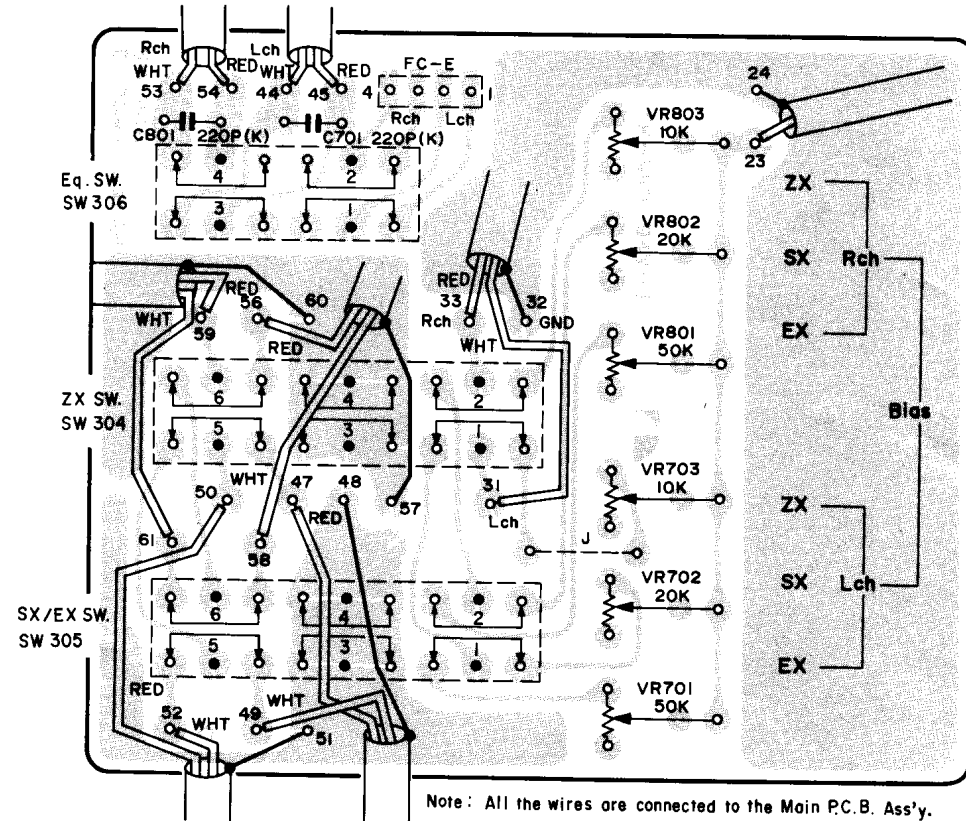 Rch Lch
WHT RED WHT RED FC-E
53 54 44 45 4 1
Rch Lch
C801 220P(K) C701 220P(K)
Eq. SW.
SW 306
4 2
3 1
VR803
10K
24
23
ZX
VR802
20K
SX Rch
VR801
50K
EX
Bias
RED
WHT 59
56 60
RED
RED
33 32
Rch GND
WHT
ZX SW.
SW 304
6 4 2
5 3 1
50 WHT 47 RED 48 57 31
Lch
61 58
J
VR703
10K
ZX
VR702
20K
SX Lch
VR701
50K
EX
SX/EX SW.
SW 305
6 4 2
5 3 1
RED
52 WHT 49 WHT 51
Note : All the wires are connected to the Main P.C.B. Ass'y.